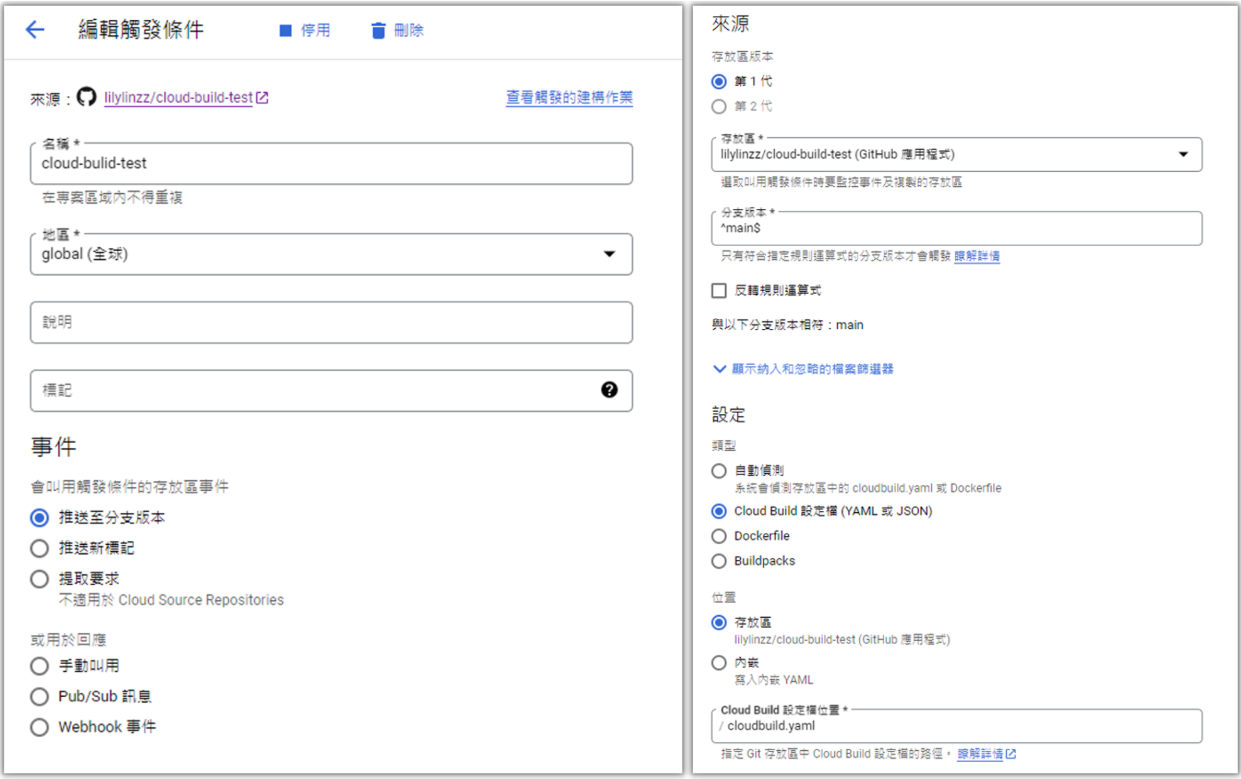 編輯觸發條件
停用
刪除
來源：lilylinzz/cloud-build-test
查看觸發的建構作業
名稱 *
cloud-bulid-test
在專案區域內不得重複
地區 *
global (全球)
說明
標記
事件
會叫用觸發條件的存放區事件
推送至分支版本
推送新標記
提取要求
不適用於 Cloud Source Repositories
或用於回應
手動叫用
Pub/Sub 訊息
Webhook 事件
來源
存放區版本
第 1 代
第 2 代
存放區 *
lilylinzz/cloud-build-test (GitHub 應用程式)
選取叫用觸發條件時要監控事件及複製的存放區
分支版本 *
^main$
只有符合指定規則運算式的分支版本才會觸發 瞭解詳情
反轉規則運算式
與以下分支版本相符：main
顯示納入和忽略的檔案篩選器
設定
類型
自動偵測
系統會偵測存放區中的 cloudbuild.yaml 或 Dockerfile
Cloud Build 設定檔 (YAML 或 JSON)
Dockerfile
Buildpacks
位置
存放區
lilylinzz/cloud-build-test (GitHub 應用程式)
內嵌
寫入內嵌 YAML
Cloud Build 設定檔位置 *
/ cloudbuild.yaml
指定 Git 存放區中 Cloud Build 設定檔的路徑。 瞭解詳情